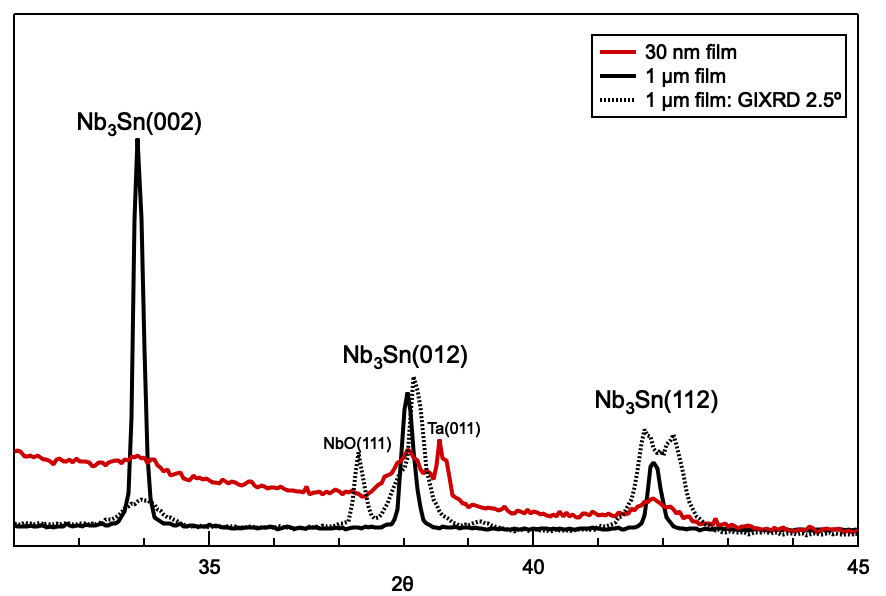 30 nm film
1 µm film
1 µm film: GIXRD 2.5º
Nb₃Sn(002)
Nb₃Sn(012)
Nb₃Sn(112)
NbO(111)
Ta(011)
35
40
45
2θ